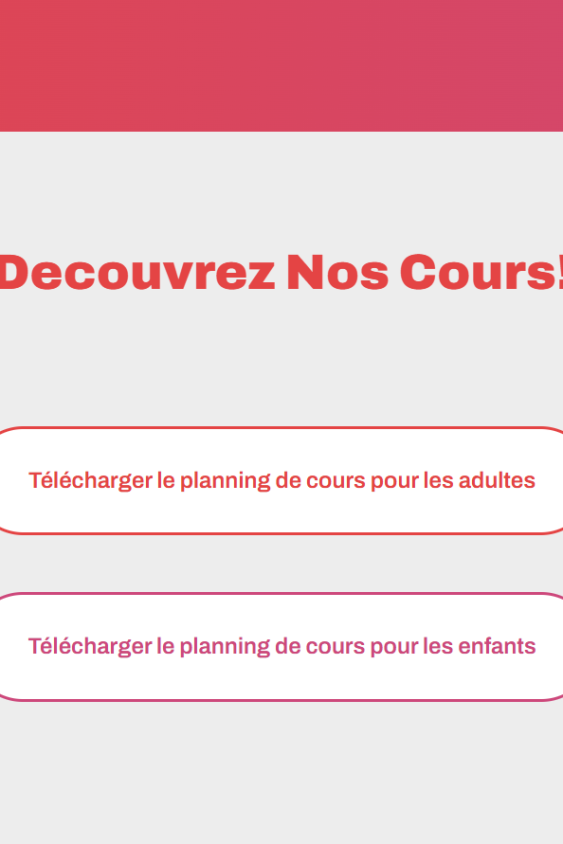 Decouvrez Nos Cours!
Télécharger le planning de cours pour les adultes
Télécharger le planning de cours pour les enfants